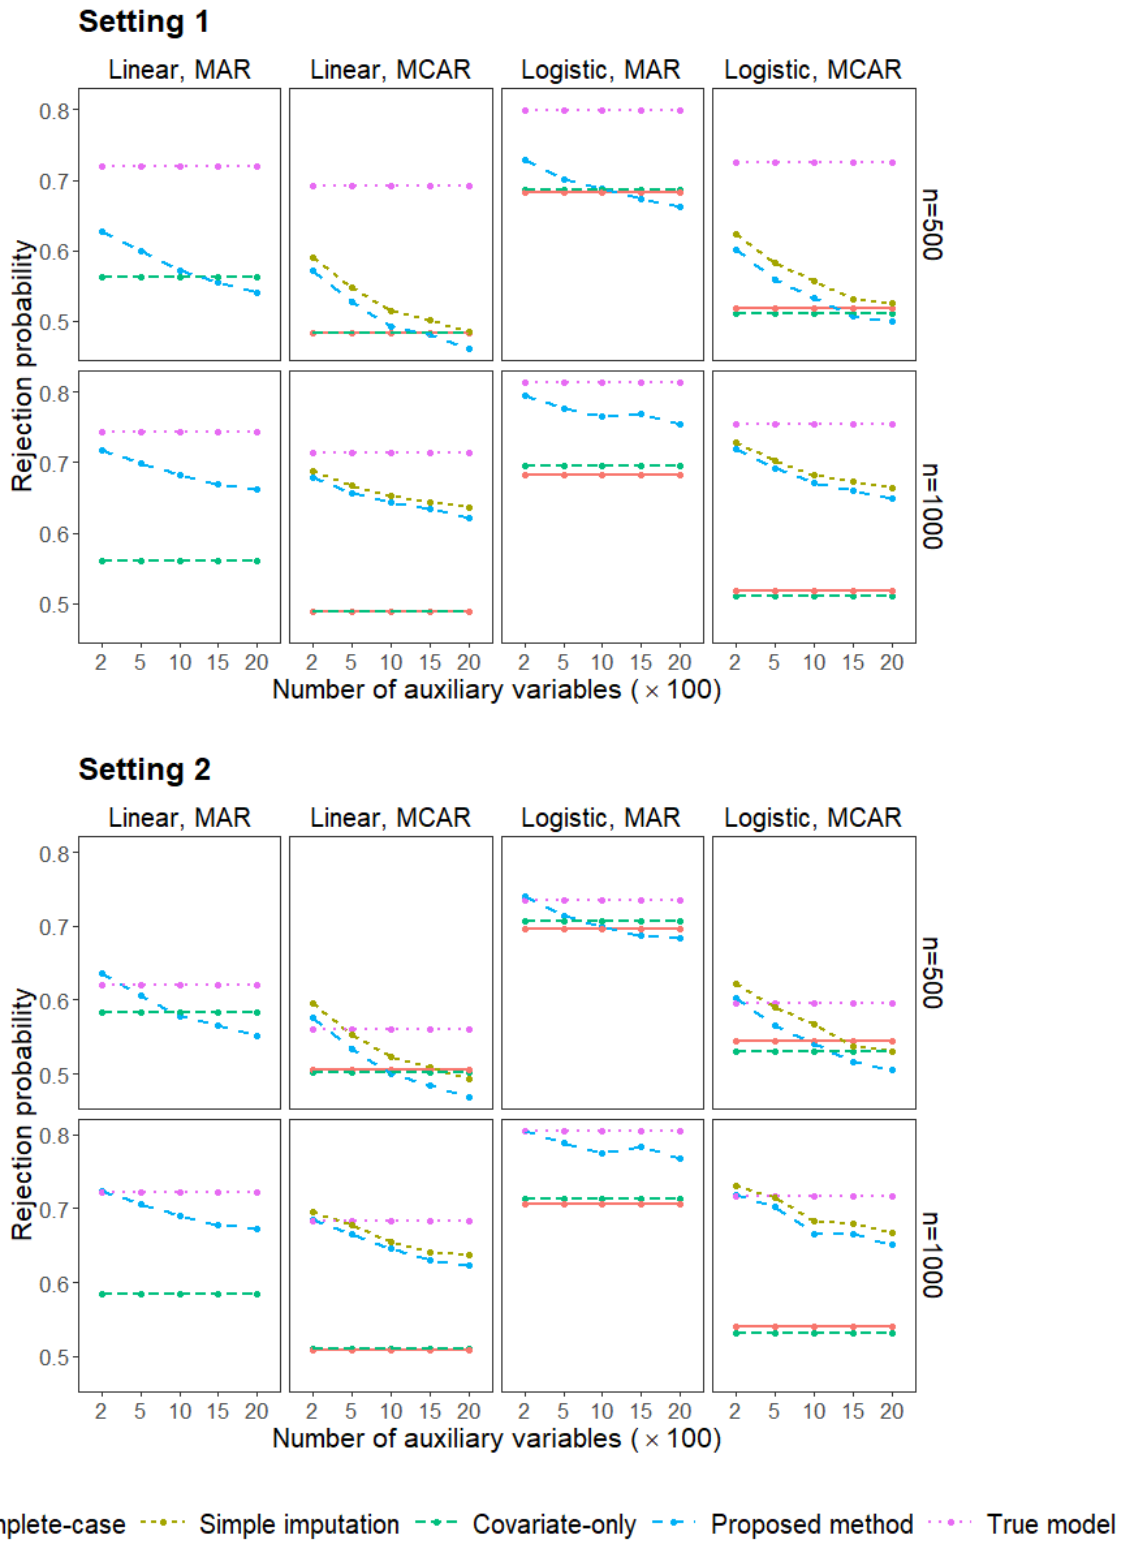 Setting 1
Linear, MAR Linear, MCAR Logistic, MAR Logistic, MCAR
0.8
0.7
0.6
0.5
n=500
Rejection probability
0.8
0.7
0.6
0.5
n=1000
2 5 10 15 20 2 5 10 15 20 2 5 10 15 20 2 5 10 15 20
Number of auxiliary variables ( × 100)
Setting 2
Linear, MAR Linear, MCAR Logistic, MAR Logistic, MCAR
0.8
0.7
0.6
0.5
n=500
Rejection probability
0.8
0.7
0.6
0.5
n=1000
2 5 10 15 20 2 5 10 15 20 2 5 10 15 20 2 5 10 15 20
Number of auxiliary variables ( × 100)
nplete-case Simple imputation Covariate-only Proposed method True model